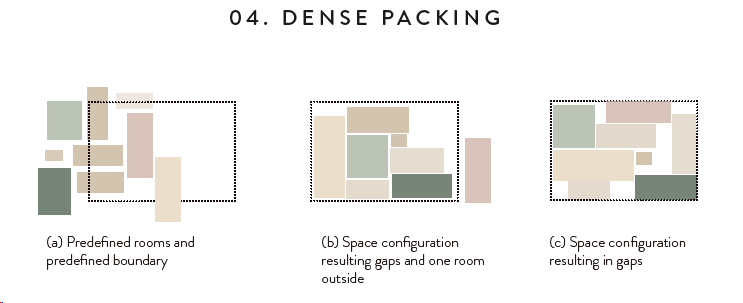 04. DENSE PACKING
(a) Predefined rooms and
predefined boundary
(b) Space configuration
resulting gaps and one room
outside
(c) Space configuration
resulting in gaps